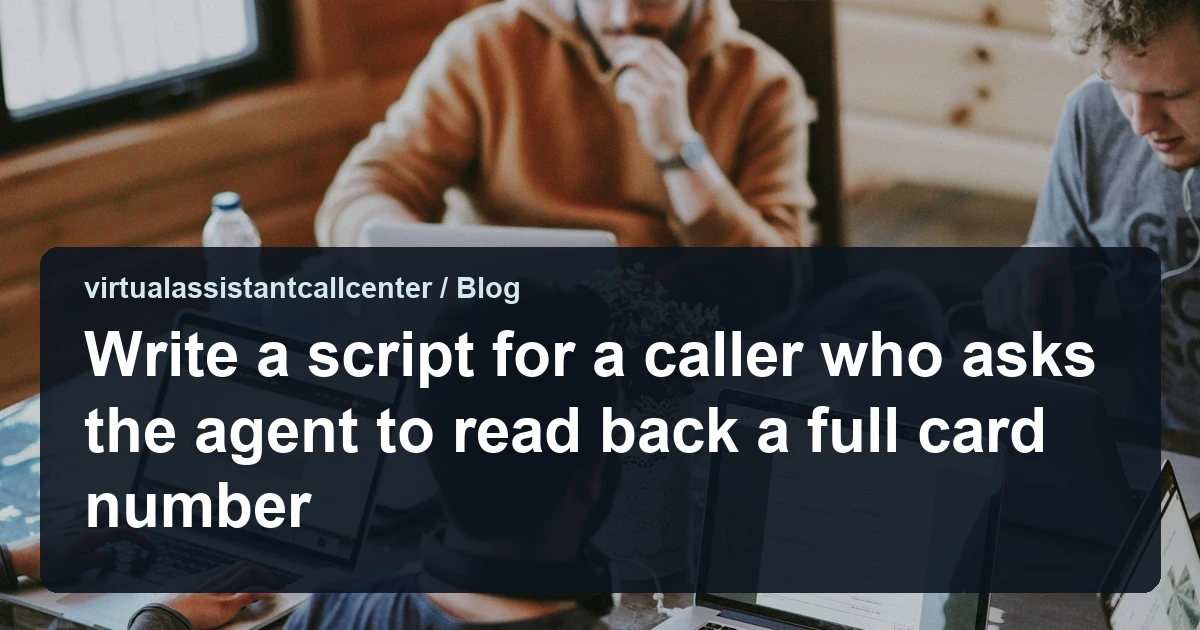 virtualassistantcallcenter / Blog
Write a script for a caller who asks
the agent to read back a full card
number